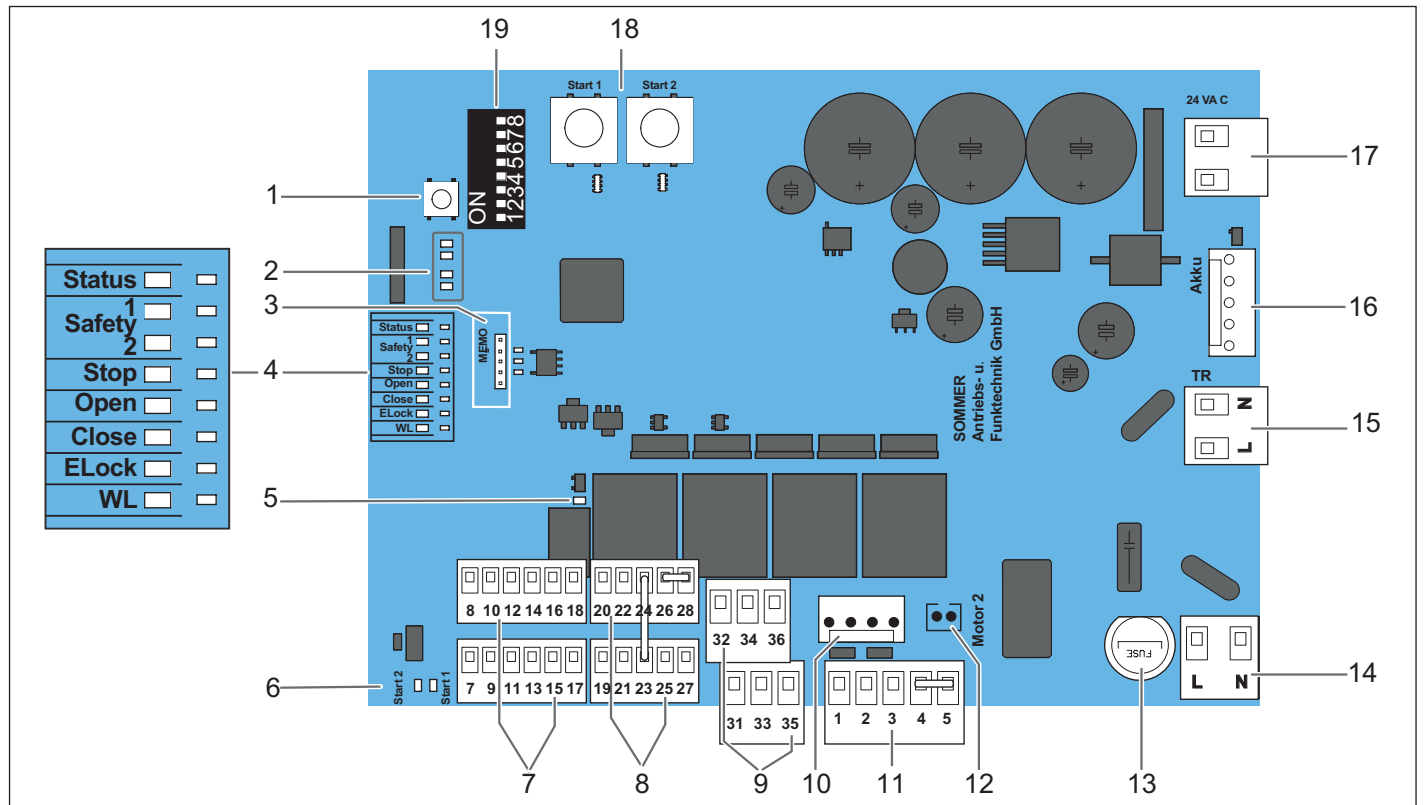 19
18
Start 1
Start 2
24 VA C
17
1
ON
12345678
2
3
Status
1
Safety
2
Stop
Open
Close
ELock
WL
4
Status
1
Safety
2
Stop
Open
Close
ELock
WL
MEMO
SOMMER
Antriebs- u.
Funktechnik GmbH
Akku
16
TR
N
L
15
5
8 10 12 14 16 18
20 22 24 26 28
32 34 36
Motor 2
FUSE
L N
14
6
Start 2
Start 1
7 9 11 13 15 17
19 21 23 25 27
31 33 35
1 2 3 4 5
7
8
9
10
11
12
13